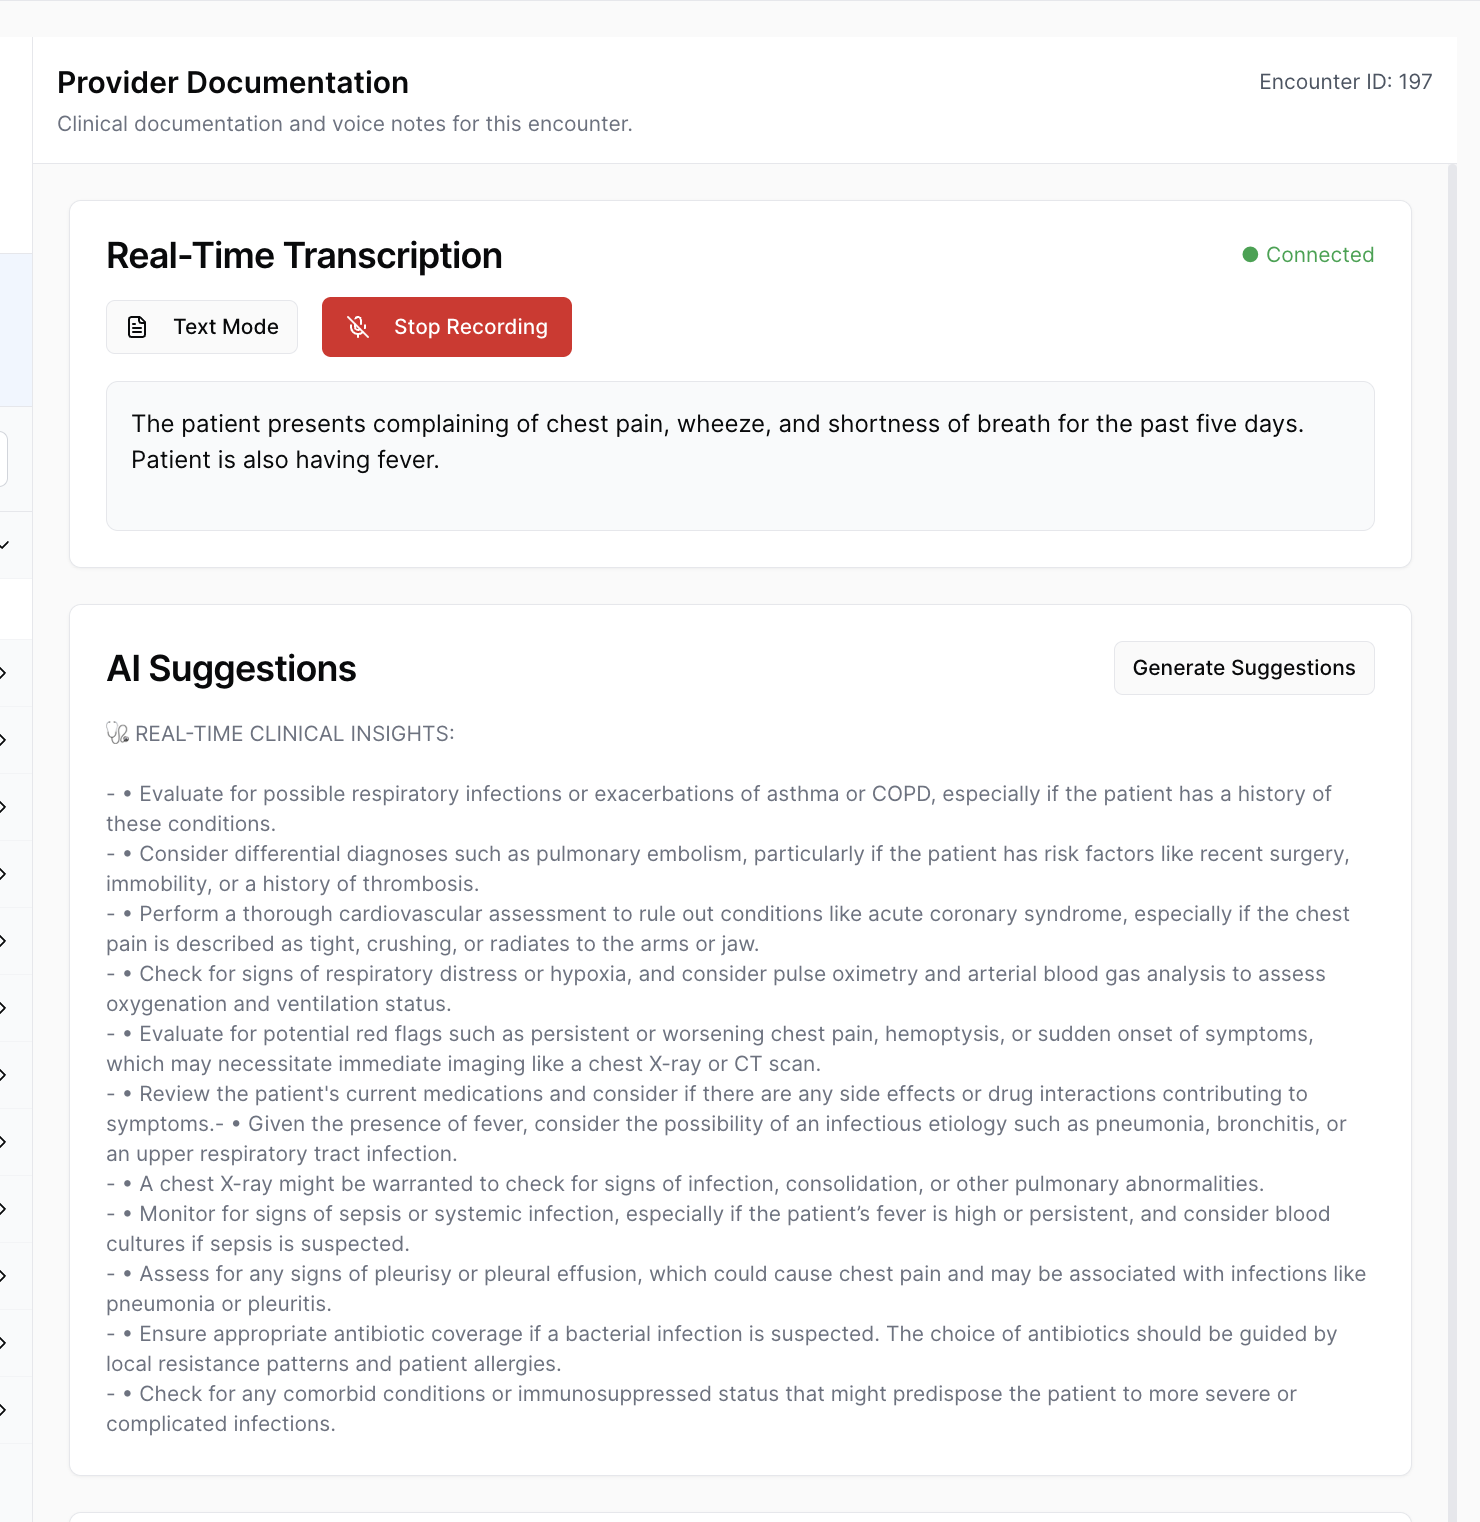 Provider Documentation
Encounter ID: 197
Clinical documentation and voice notes for this encounter.
Real-Time Transcription
Connected
Text Mode
Stop Recording
The patient presents complaining of chest pain, wheeze, and shortness of breath for the past five days.
Patient is also having fever.
AI Suggestions
Generate Suggestions
🩺 REAL-TIME CLINICAL INSIGHTS:
- • Evaluate for possible respiratory infections or exacerbations of asthma or COPD, especially if the patient has a history of
these conditions.
- • Consider differential diagnoses such as pulmonary embolism, particularly if the patient has risk factors like recent surgery,
immobility, or a history of thrombosis.
- • Perform a thorough cardiovascular assessment to rule out conditions like acute coronary syndrome, especially if the chest
pain is described as tight, crushing, or radiates to the arms or jaw.
- • Check for signs of respiratory distress or hypoxia, and consider pulse oximetry and arterial blood gas analysis to assess
oxygenation and ventilation status.
- • Evaluate for potential red flags such as persistent or worsening chest pain, hemoptysis, or sudden onset of symptoms,
which may necessitate immediate imaging like a chest X-ray or CT scan.
- • Review the patient's current medications and consider if there are any side effects or drug interactions contributing to
symptoms.- • Given the presence of fever, consider the possibility of an infectious etiology such as pneumonia, bronchitis, or
an upper respiratory tract infection.
- • A chest X-ray might be warranted to check for signs of infection, consolidation, or other pulmonary abnormalities.
- • Monitor for signs of sepsis or systemic infection, especially if the patient’s fever is high or persistent, and consider blood
cultures if sepsis is suspected.
- • Assess for any signs of pleurisy or pleural effusion, which could cause chest pain and may be associated with infections like
pneumonia or pleuritis.
- • Ensure appropriate antibiotic coverage if a bacterial infection is suspected. The choice of antibiotics should be guided by
local resistance patterns and patient allergies.
- • Check for any comorbid conditions or immunosuppressed status that might predispose the patient to more severe or
complicated infections.